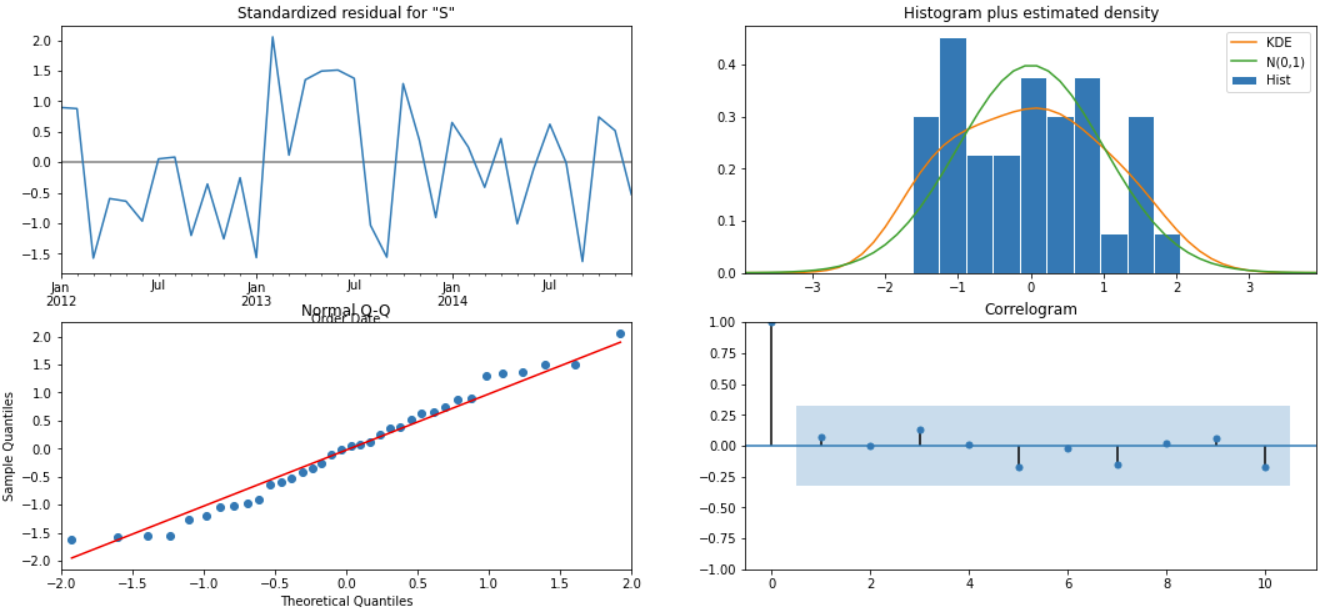 Standardized residual for "S"
2.0
1.5
1.0
0.5
0.0
−0.5
−1.0
−1.5
Jan
2012
Jul
Jan
2013
Jul
Jan
2014
Jul
Order Date
Histogram plus estimated density
KDE
N(0,1)
Hist
0.4
0.3
0.2
0.1
0.0
−3 −2 −1 0 1 2 3
Normal Q-Q
Sample Quantiles
2.0
1.5
1.0
0.5
0.0
−0.5
−1.0
−1.5
−2.0
−2.0 −1.5 −1.0 −0.5 0.0 0.5 1.0 1.5 2.0
Theoretical Quantiles
Correlogram
1.00
0.75
0.50
0.25
0.00
−0.25
−0.50
−0.75
−1.00
0 2 4 6 8 10